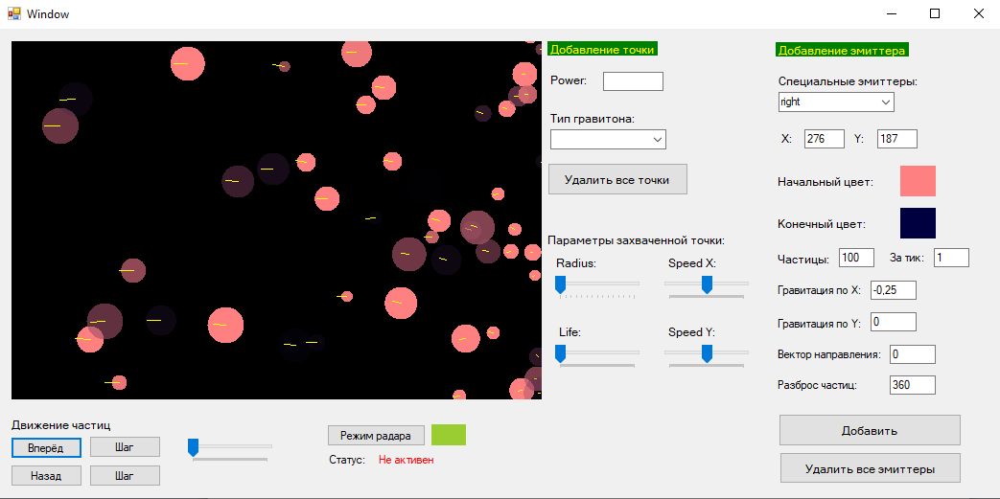 Window
Добавление точки
Power:
Тип гравитона:
Удалить все точки
Параметры захваченной точки:
Radius:
Speed X:
Life:
Speed Y:
Добавление эмиттера
Специальные эмиттеры:
right
X: 276 Y: 187
Начальный цвет:
Конечный цвет:
Частицы: 100 За тик: 1
Гравитация по X: -0,25
Гравитация по Y: 0
Вектор направления: 0
Разброс частиц: 360
Добавить
Удалить все эмиттеры
Движение частиц
Вперёд Шаг
Назад Шаг
Режим радара
Статус: Не активен